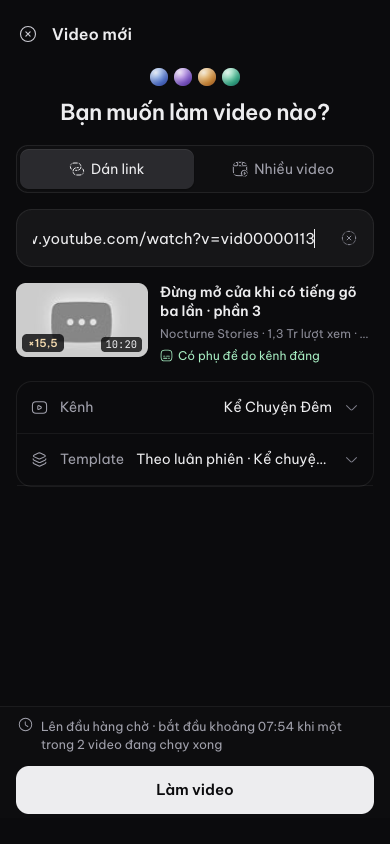 Video mới
Bạn muốn làm video nào?
Dán link
Nhiều video
.youtube.com/watch?v=vid00000113
×15,5
10:20
Đừng mở cửa khi có tiếng gõ
ba lần · phần 3
Nocturne Stories · 1,3 Tr lượt xem · ...
Có phụ đề do kênh đăng
Kênh
Kể Chuyện Đêm
Template
Theo luân phiên · Kể chuyệ...
Lên đầu hàng chờ · bắt đầu khoảng 07:54 khi một
trong 2 video đang chạy xong
Làm video